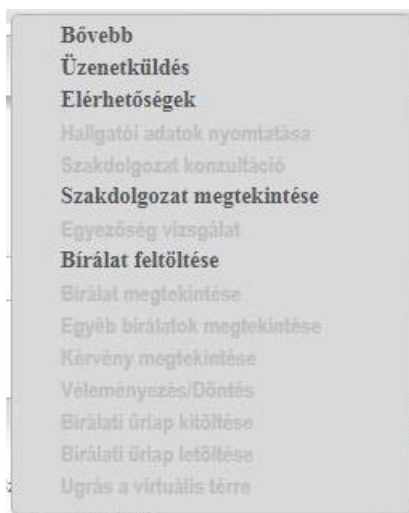 Bővebb
Üzenetküldés
Elérhetőségek
Hallgatói adatok nyomtatása
Szakdolgozat konzultáció
Szakdolgozat megtekintése
Egyezőség vizsgálat
Bírálat feltöltése
Bírálat megtekintése
Egyéb bírálatok megtekintése
Kérvény megtekintése
Véleményezés/Döntés
Bírálati űrlap kitöltése
Bírálati űrlap letöltése
Ugrás a virtuális térre